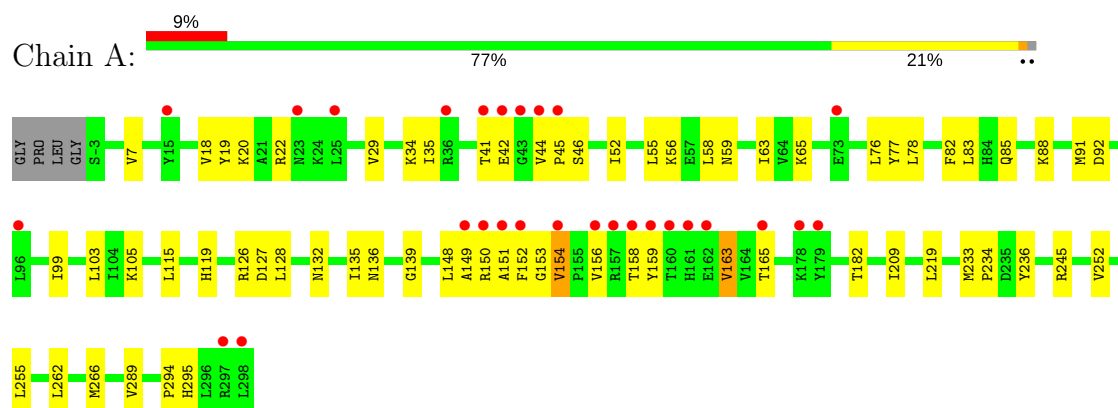 9%
Chain A:
77% 21% ••
GLY PRO LEU GLY S-3 V7 Y15 V18 Y19 K20 A21 R22 N23 K24 L25 V29 K34 I35 R36 T41 E42 G43 V44 P45 S46 I52 L55 K56 E57 L58 N59 I63 V64 K65 E73 L76 Y77 L78 F82 L83 H84 Q85 K88 M91 D92
L96 I99 L103 I104 K105 L115 H119 R126 D127 L128 N132 I135 N136 G139 L148 A149 R150 A151 F152 G153 V154 P155 V156 R157 T158 Y159 T160 H161 E162 V163 V164 T165 K178 Y179 T182 I209 L219 M233 P234 D235 Y236 R245 V252
L255 L262 M266 V289 P294 H295 L296 R297 L298